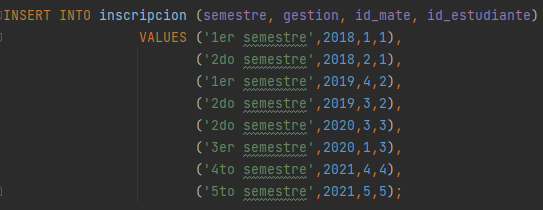 INSERT INTO inscripcion (semestre, gestion, id_mate, id_estudiante)
VALUES ('1er semestre',2018,1,1),
('2do semestre',2018,2,1),
('1er semestre',2019,4,2),
('2do semestre',2019,3,2),
('2do semestre',2020,3,3),
('3er semestre',2020,1,3),
('4to semestre',2021,4,4),
('5to semestre',2021,5,5);